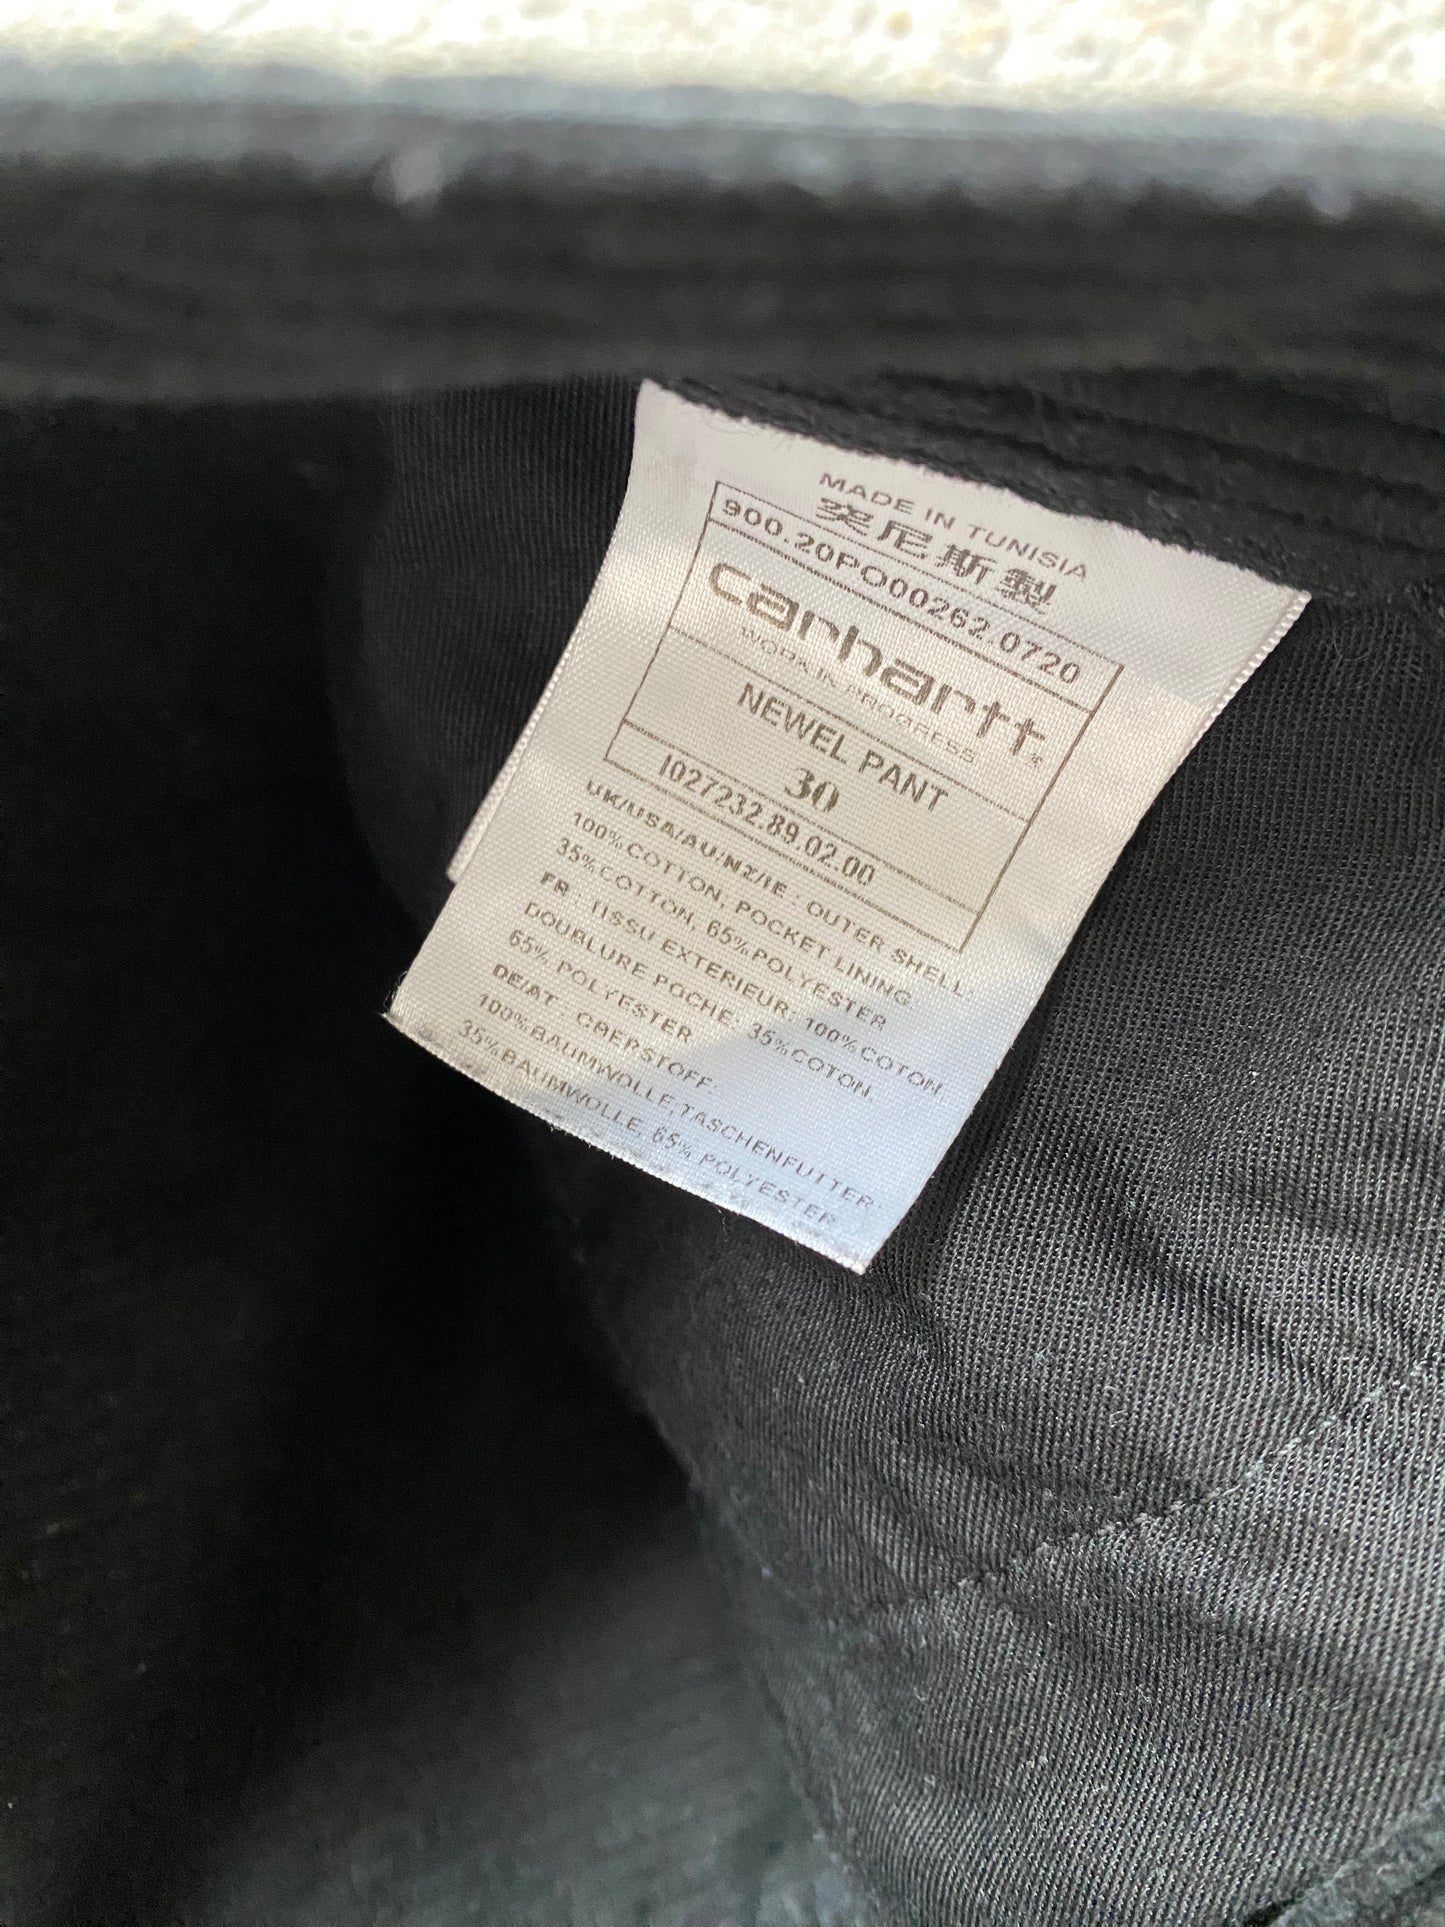 MADE IN TUNISIA
突尼斯製
900.20PO00262.0720
carhartt
WORK IN PROGRESS
NEWEL PANT
30
I027232.89.02.00
UK/USA/AU/NZ/IE : OUTER SHELL:
100%COTTON, POCKET LINING
35%COTTON, 65%POLYESTER
FR : TISSU EXTERIEUR: 100%COTON,
DOUBLURE POCHE: 35%COTON,
65% POLYESTER
DE/AT : OBERSTOFF:
100%BAUMWOLLE,TASCHENFUTTER:
35%BAUMWOLLE, 65% POLYESTER